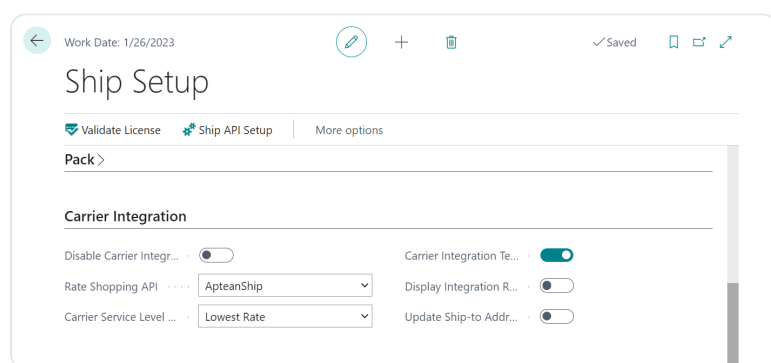 Work Date: 1/26/2023
Saved
Ship Setup
Validate License Ship API Setup More options
Pack
Carrier Integration
Disable Carrier Integr... Carrier Integration Te...
Rate Shopping API ApteanShip Display Integration R...
Carrier Service Level ... Lowest Rate Update Ship-to Addr...